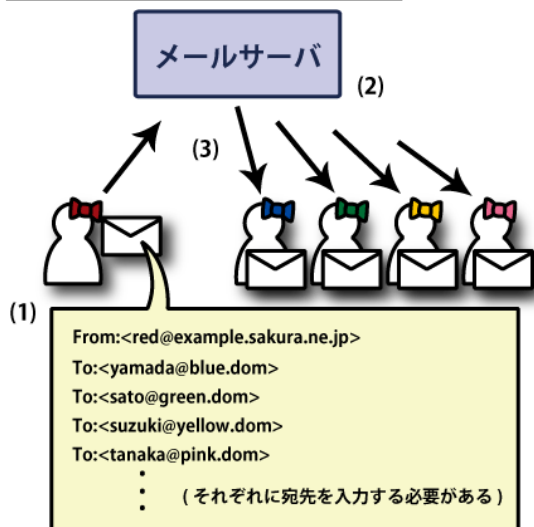 メールサーバ
(2)
(3)
(1)
From:<red@example.sakura.ne.jp>
To:<yamada@blue.dom>
To:<sato@green.dom>
To:<suzuki@yellow.dom>
To:<tanaka@pink.dom>
(それぞれに宛先を入力する必要がある)